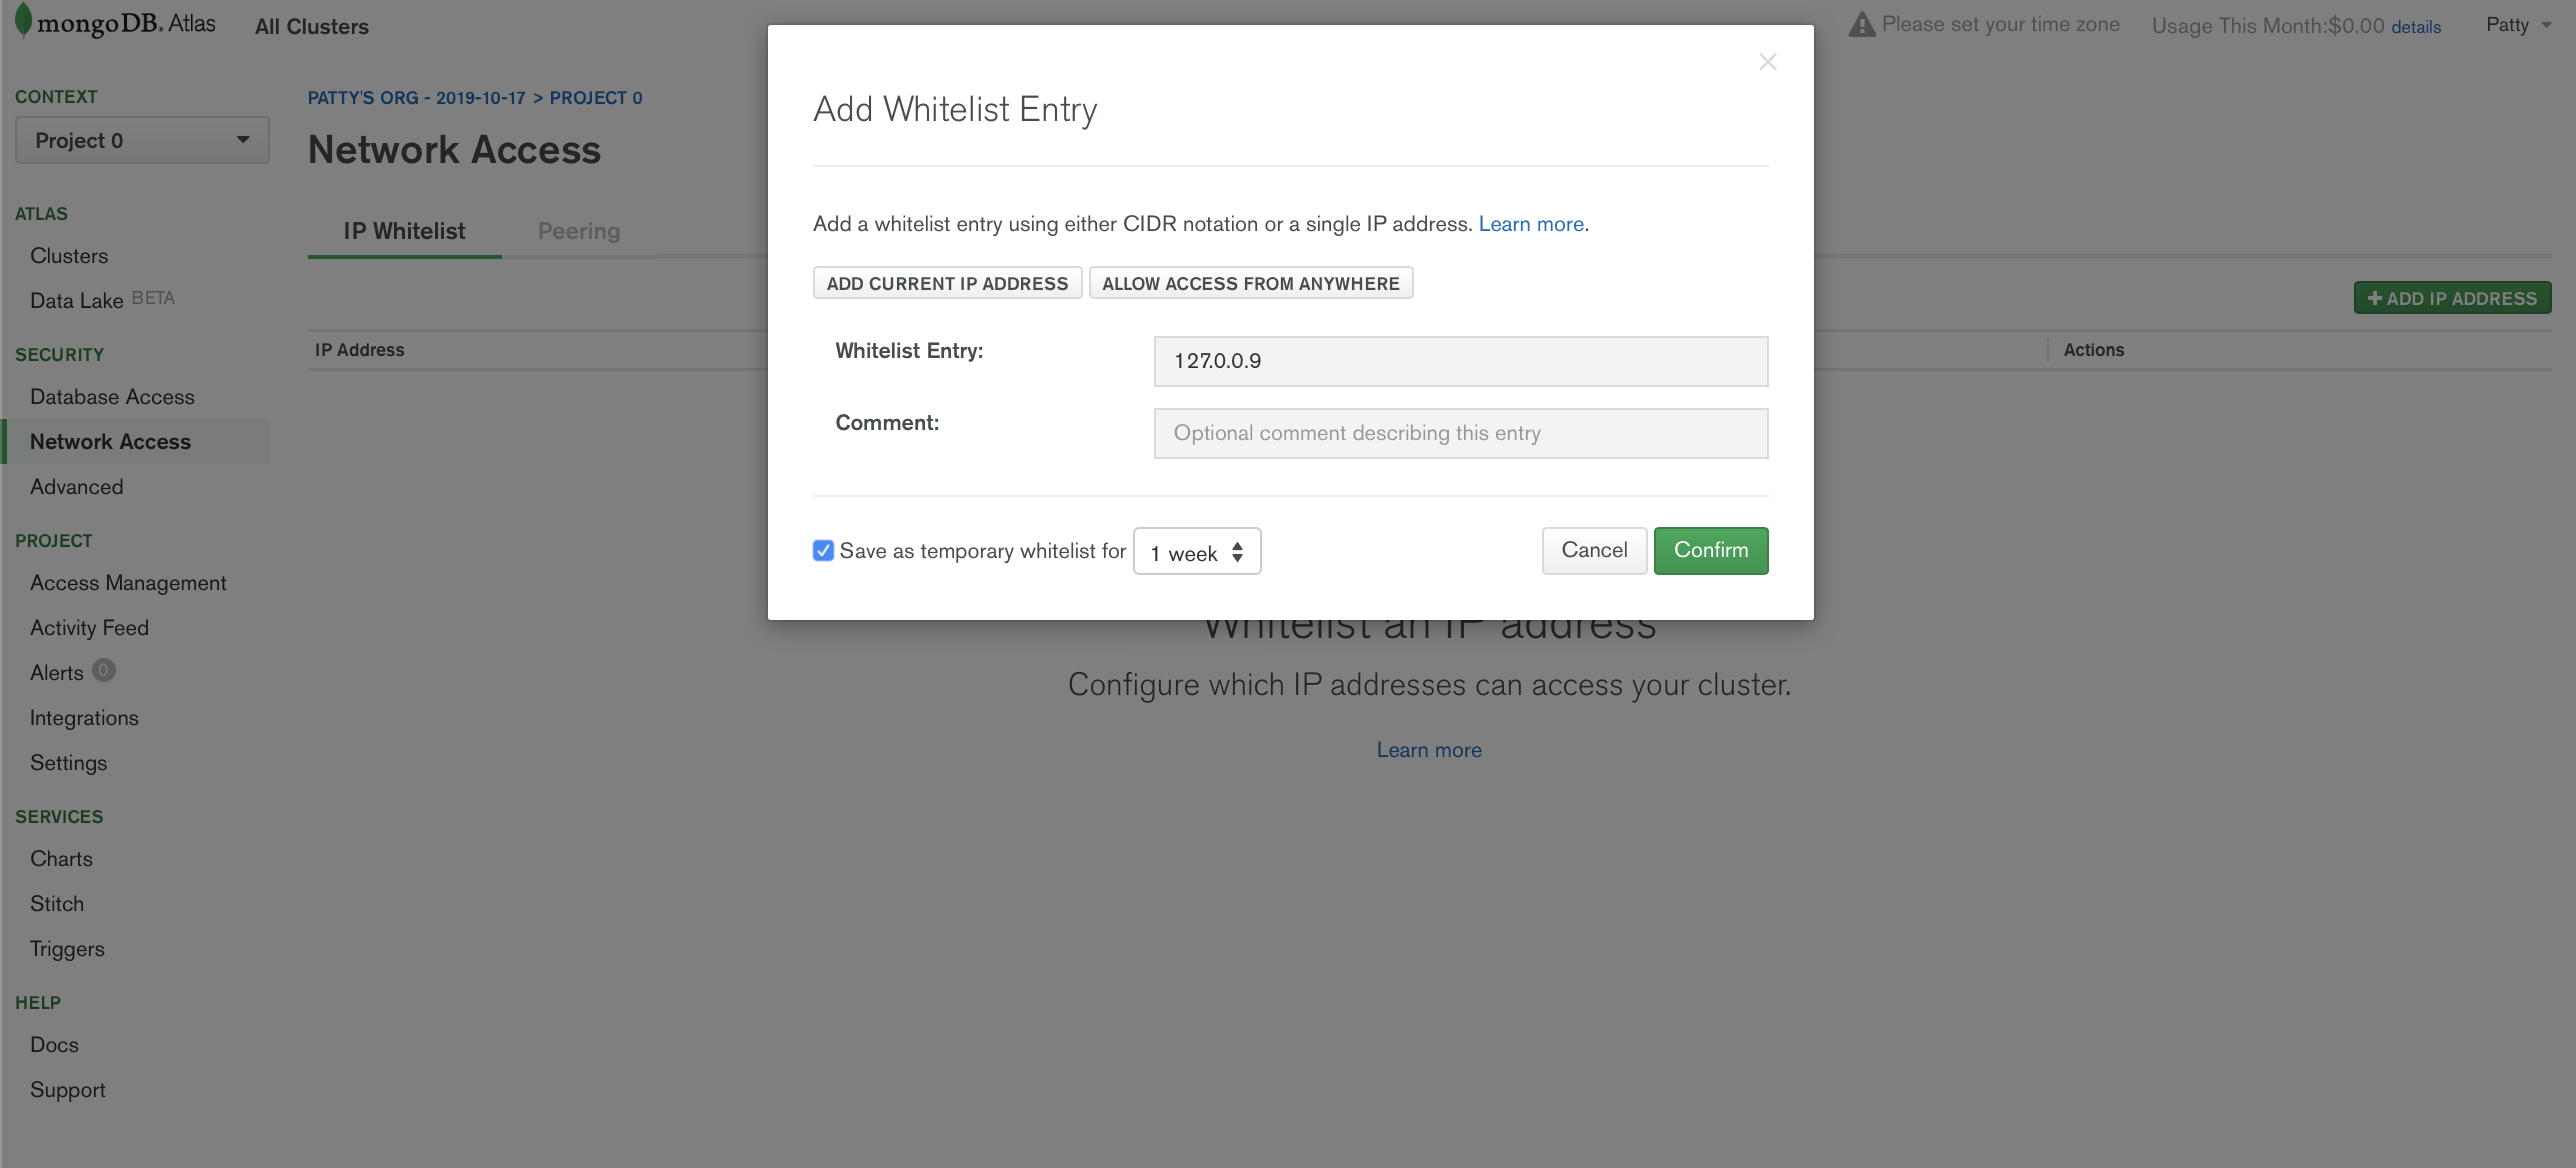 mongoDB. Atlas
All Clusters
Please set your time zone
Usage This Month:$0.00 details
Patty
CONTEXT
Project 0
ATLAS
Clusters
Data Lake BETA
SECURITY
Database Access
Network Access
Advanced
PROJECT
Access Management
Activity Feed
Alerts 0
Integrations
Settings
SERVICES
Charts
Stitch
Triggers
HELP
Docs
Support
PATTY'S ORG - 2019-10-17 > PROJECT 0
Network Access
IP Whitelist
Peering
+ ADD IP ADDRESS
IP Address
Actions
Add Whitelist Entry
Add a whitelist entry using either CIDR notation or a single IP address. Learn more.
ADD CURRENT IP ADDRESS
ALLOW ACCESS FROM ANYWHERE
Whitelist Entry:
127.0.0.9
Comment:
Optional comment describing this entry
Save as temporary whitelist for
1 week
Cancel
Confirm
Whitelist an IP address
Configure which IP addresses can access your cluster.
Learn more